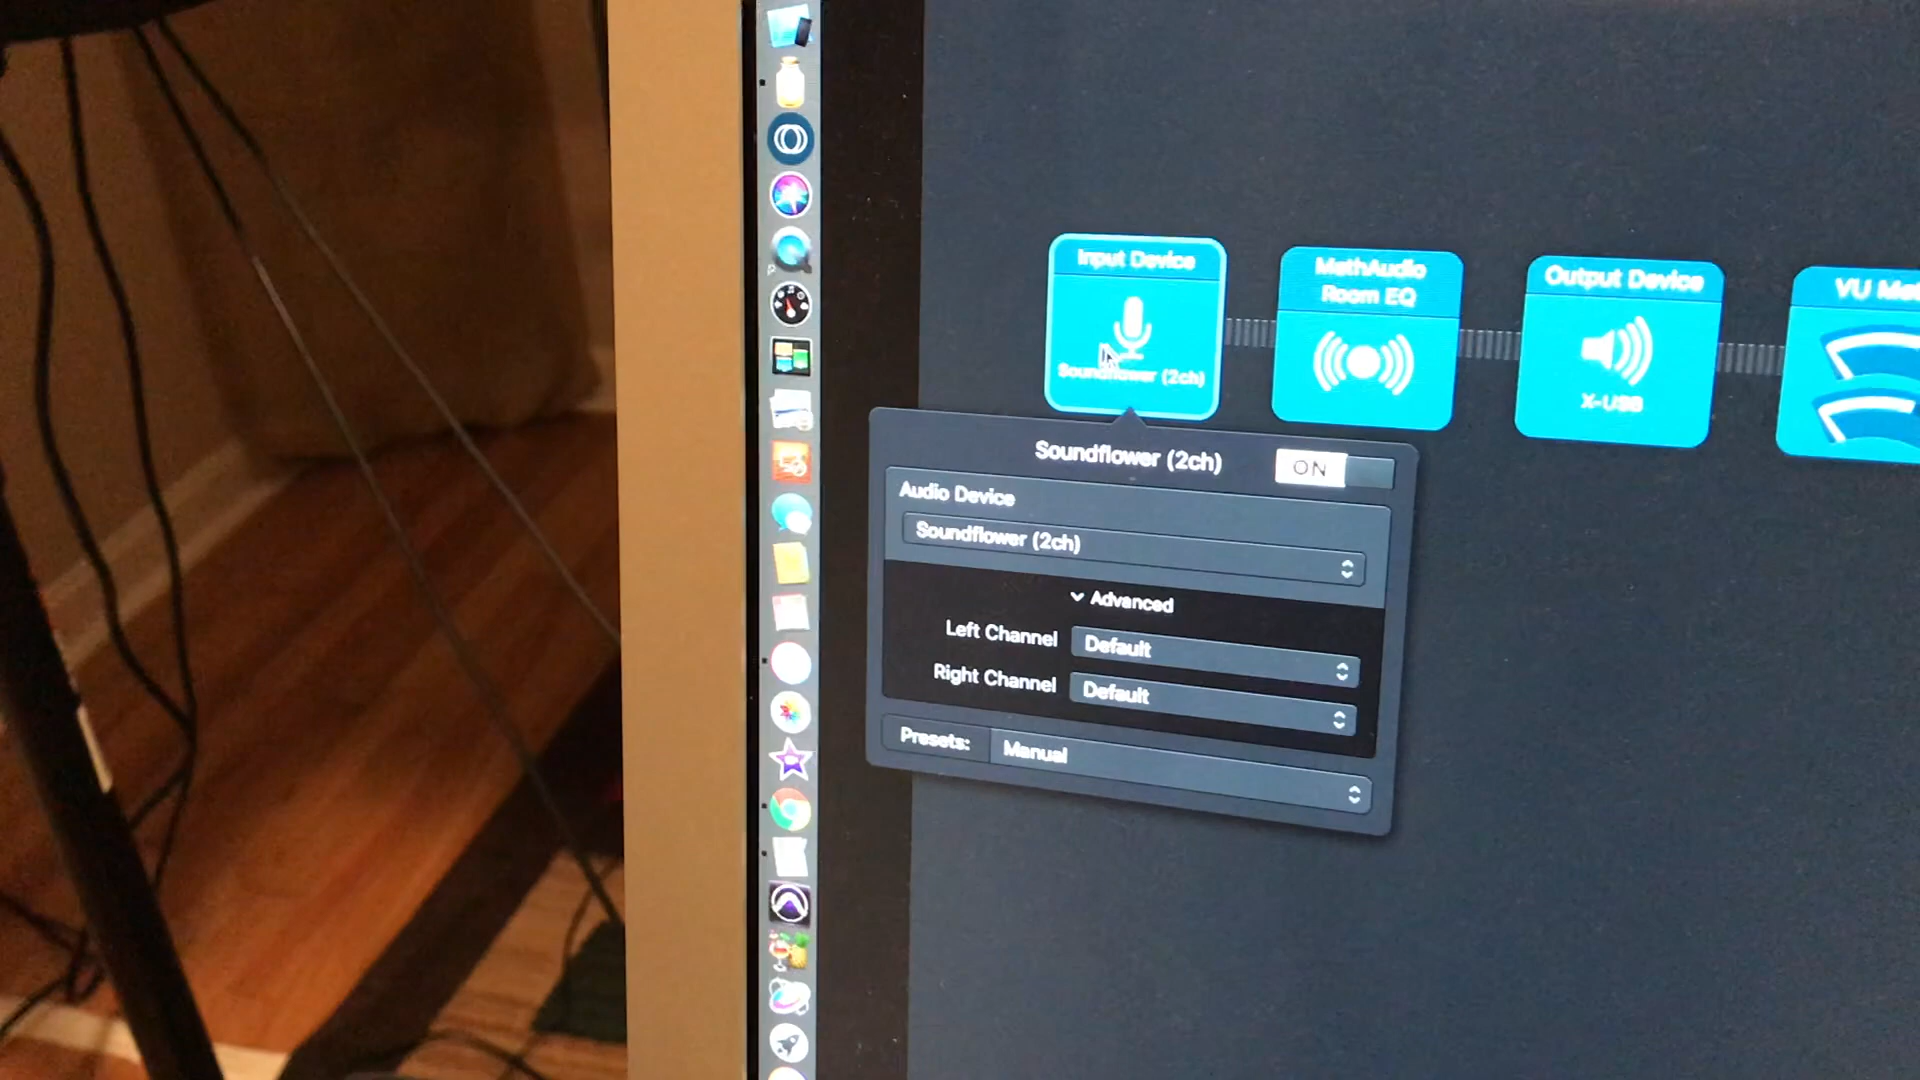 Input Device
Soundflower (2ch)
MathAudio
Room EQ
Output Device
X-USB
VU
Soundflower (2ch)
ON
Audio Device
Soundflower (2ch)
Advanced
Left Channel
Default
Right Channel
Default
Presets:
Manual